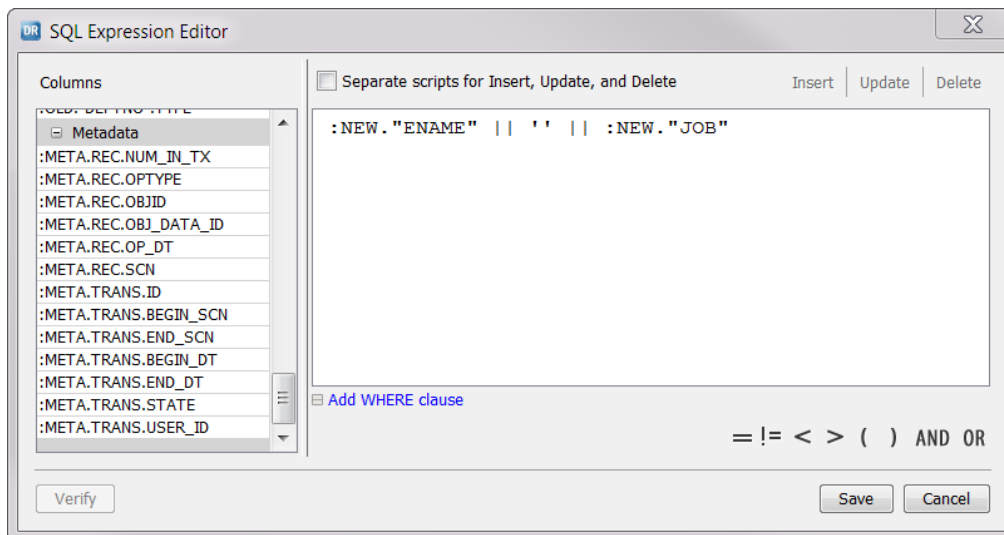 DR SQL Expression Editor
Columns
Separate scripts for Insert, Update, and Delete
Insert Update Delete
Metadata
:META.REC.NUM_IN_TX
:META.REC.OPTYPE
:META.REC.OBJID
:META.REC.OBJ_DATA_ID
:META.REC.OP_DT
:META.REC.SCN
:META.TRANS.ID
:META.TRANS.BEGIN_SCN
:META.TRANS.END_SCN
:META.TRANS.BEGIN_DT
:META.TRANS.END_DT
:META.TRANS.STATE
:META.TRANS.USER_ID
:NEW."ENAME" || '' || :NEW."JOB"
Add WHERE clause
= != < > ( ) AND OR
Verify
Save Cancel